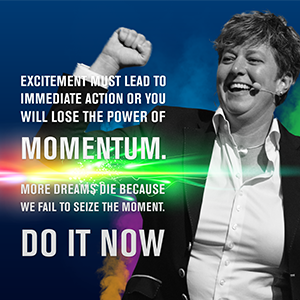 EXCITEMENT MUST LEAD TO
IMMEDIATE ACTION OR YOU
WILL LOSE THE POWER OF
MOMENTUM.
MORE DREAMS DIE BECAUSE
WE FAIL TO SEIZE THE MOMENT.
DO IT NOW